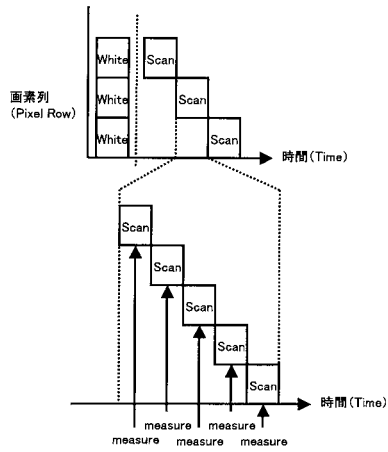 White
Scan
画素列
(Pixel Row)
White
Scan
White
Scan
時間(Time)
Scan
Scan
Scan
Scan
Scan
時間(Time)
measure
measure
measure
measure
measure